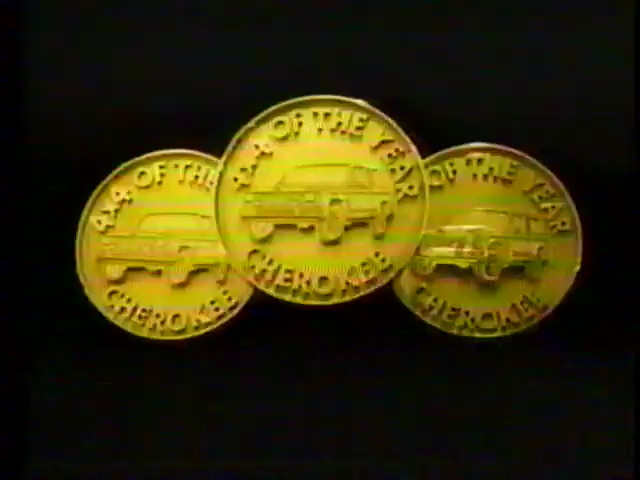 4x4 OF THE
CHEROKEE
4x4 OF THE YEAR
CHEROKEE
OF THE YEAR
CHEROKEE